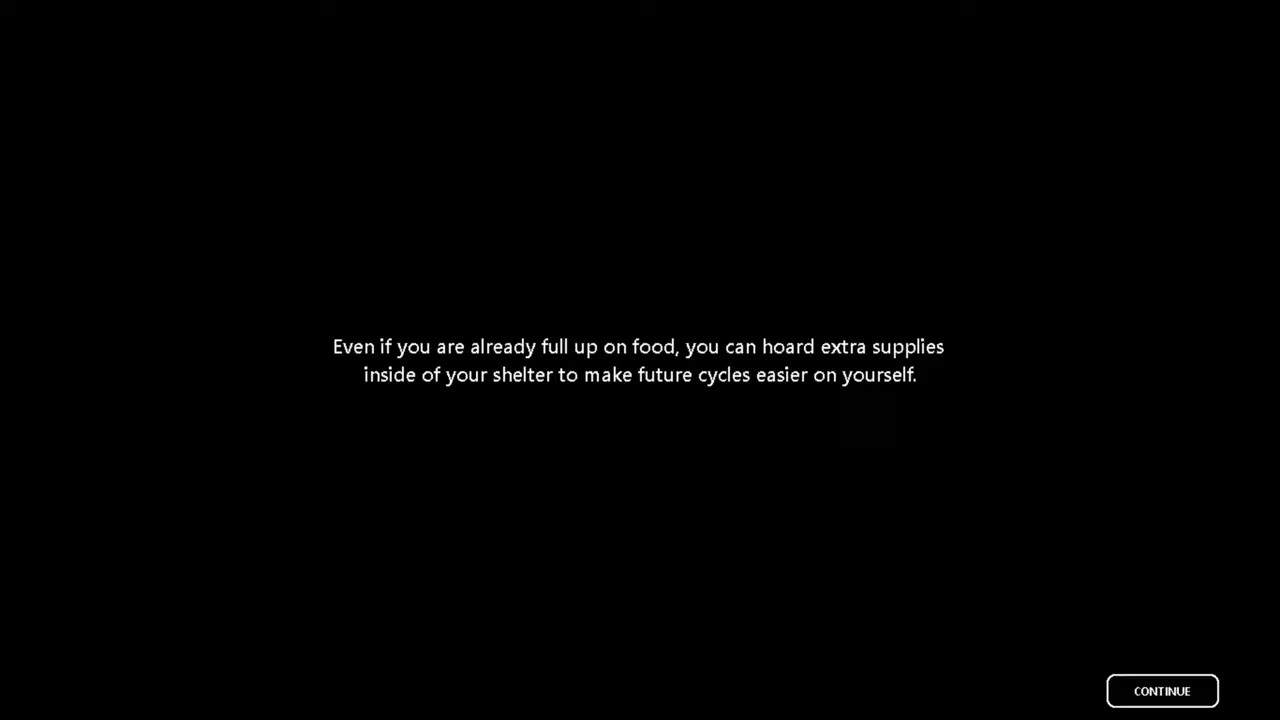 Even if you are already full up on food, you can hoard extra supplies
inside of your shelter to make future cycles easier on yourself.
CONTINUE